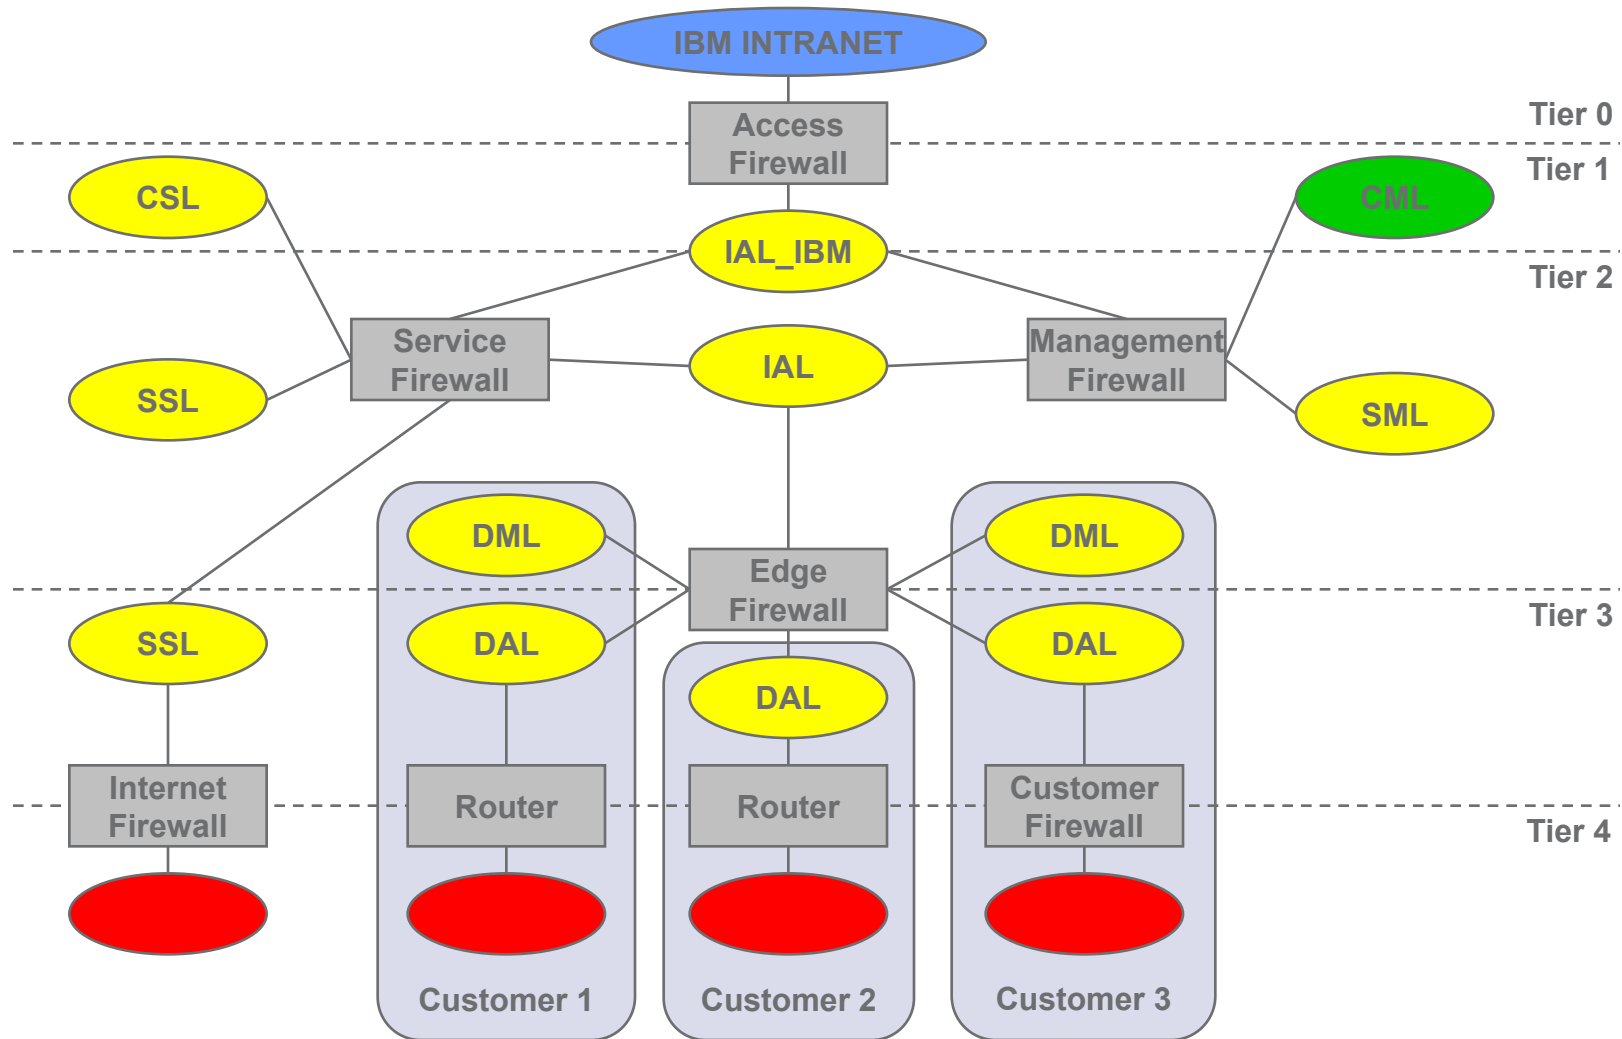 IBM INTRANET
Tier 0
Access
Firewall
Tier 1
CSL
CML
IAL_IBM
Tier 2
Service
Firewall
IAL
Management
Firewall
SSL
SML
DML
DML
Edge
Firewall
Tier 3
SSL
DAL
DAL
DAL
Internet
Firewall
Router
Router
Customer
Firewall
Tier 4
Customer 1
Customer 2
Customer 3